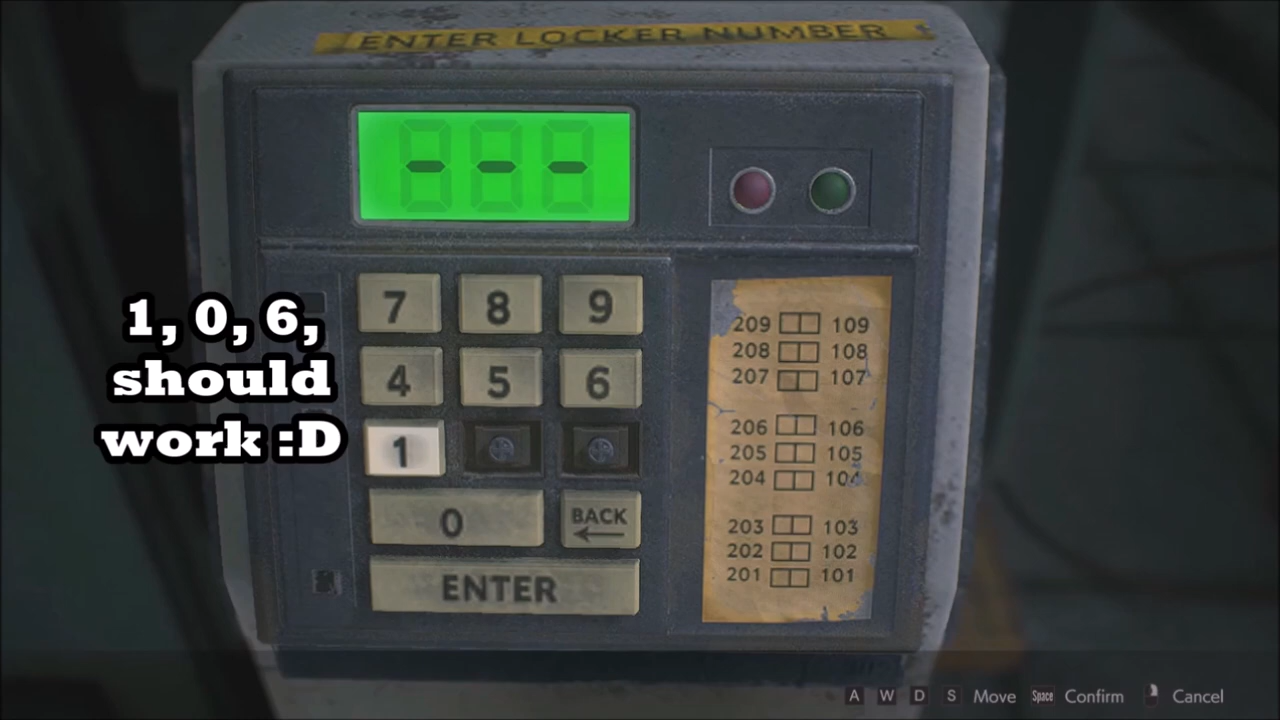 ENTER LOCKER NUMBER
7 8 9
4 5 6
1
0 BACK
ENTER
209 109
208 108
207 107
206 106
205 105
204 104
203 103
202 102
201 101
1, 0, 6,
should
work :D
A W D S Move Space Confirm Cancel